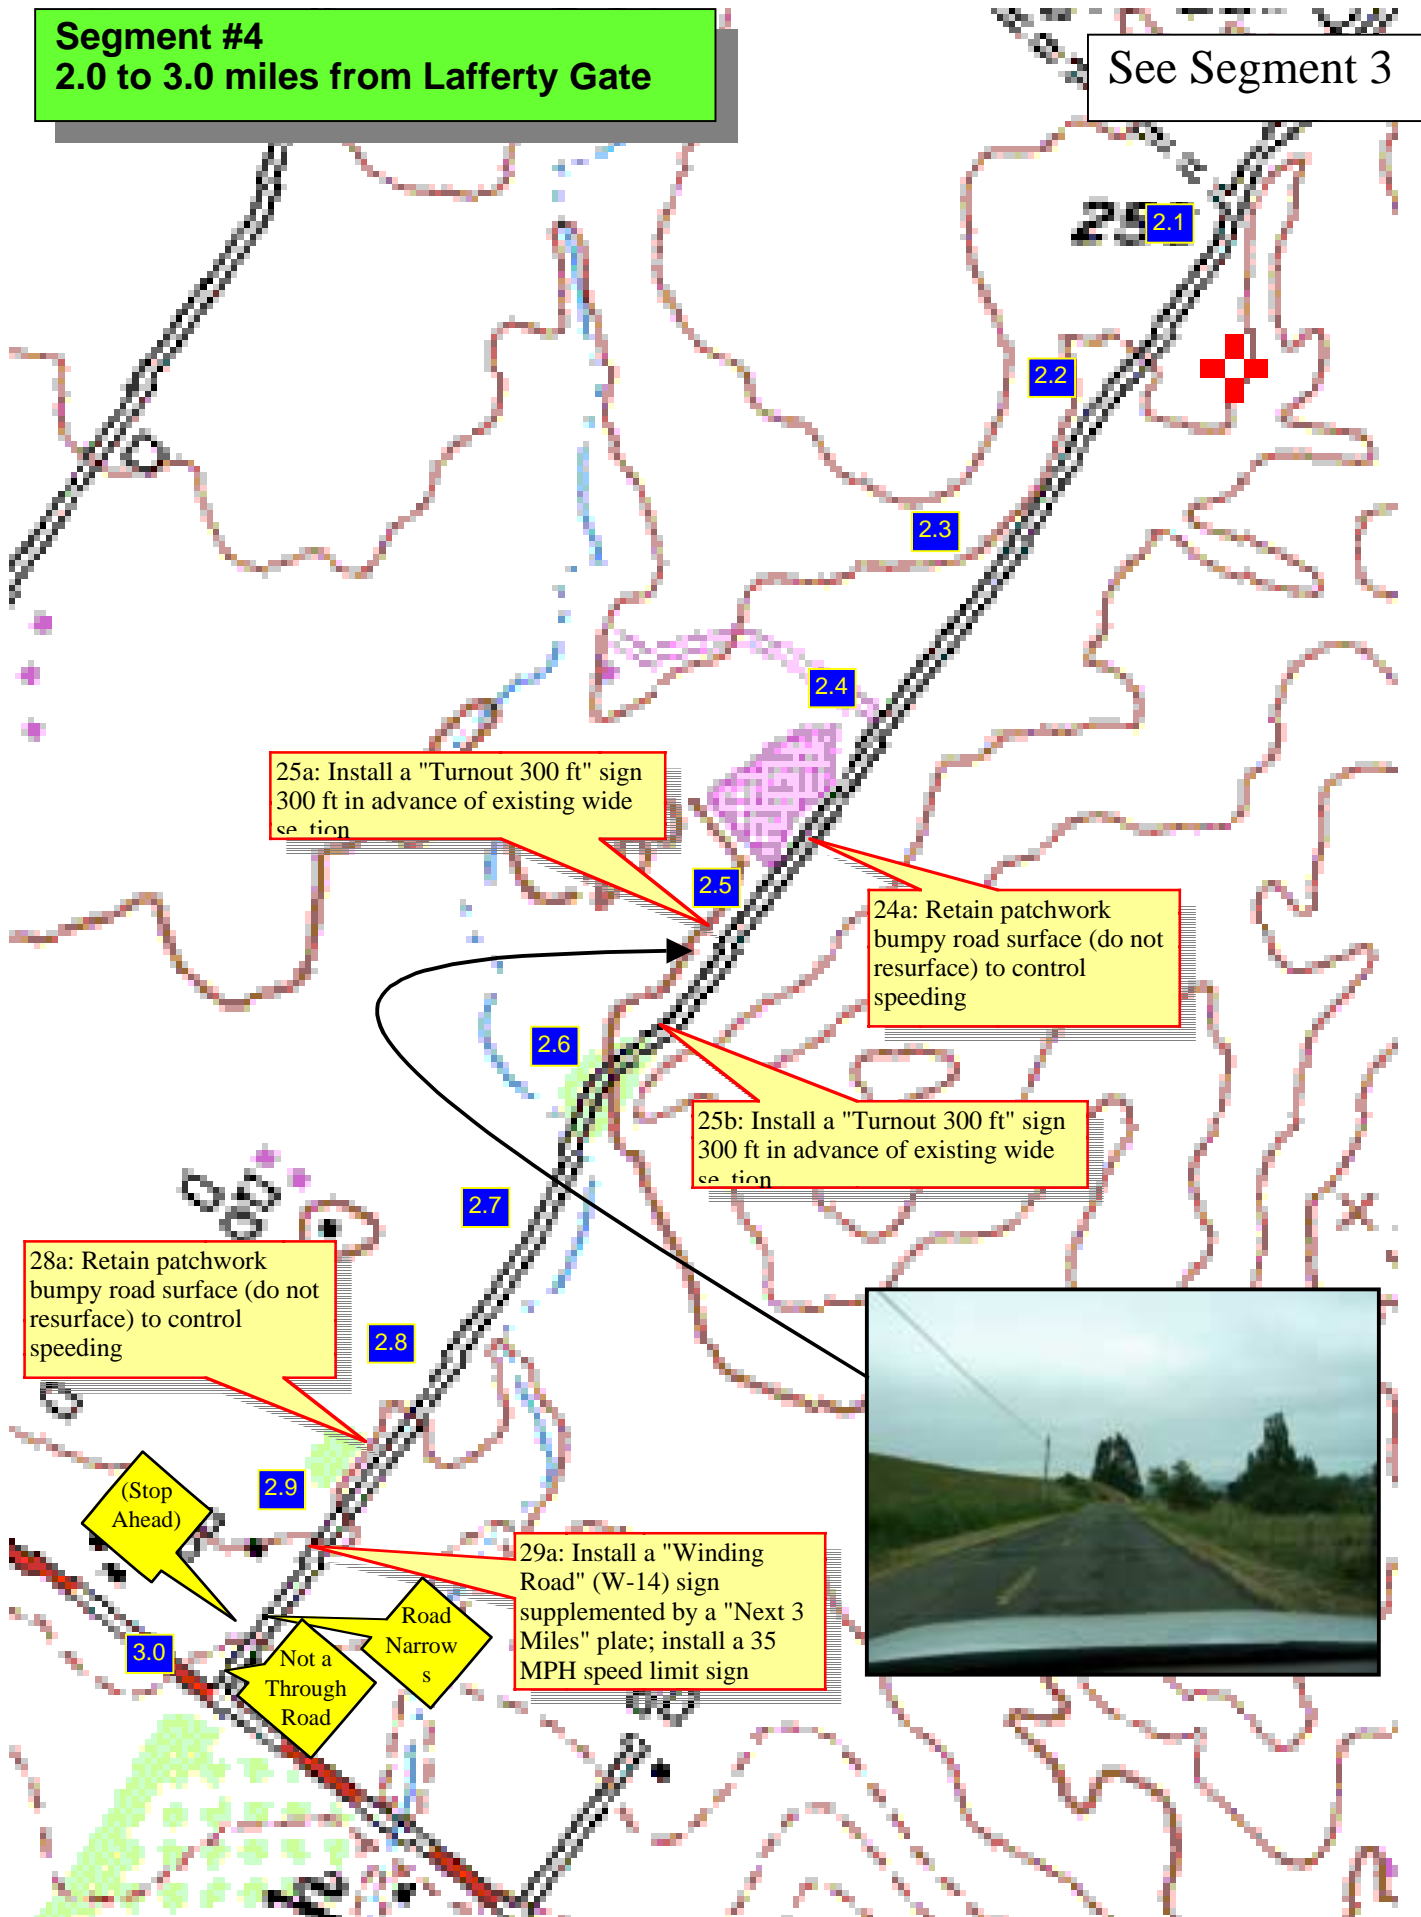 Segment #4
2.0 to 3.0 miles from Lafferty Gate
See Segment 3
2.1
2.2
2.3
2.4
25a: Install a "Turnout 300 ft" sign
300 ft in advance of existing wide
se tion
2.5
24a: Retain patchwork
bumpy road surface (do not
resurface) to control
speeding
2.6
25b: Install a "Turnout 300 ft" sign
300 ft in advance of existing wide
se tion
2.7
28a: Retain patchwork
bumpy road surface (do not
resurface) to control
speeding
2.8
2.9
(Stop
Ahead)
29a: Install a "Winding
Road" (W-14) sign
supplemented by a "Next 3
Miles" plate; install a 35
MPH speed limit sign
Road
Narrow
s
3.0
Not a
Through
Road